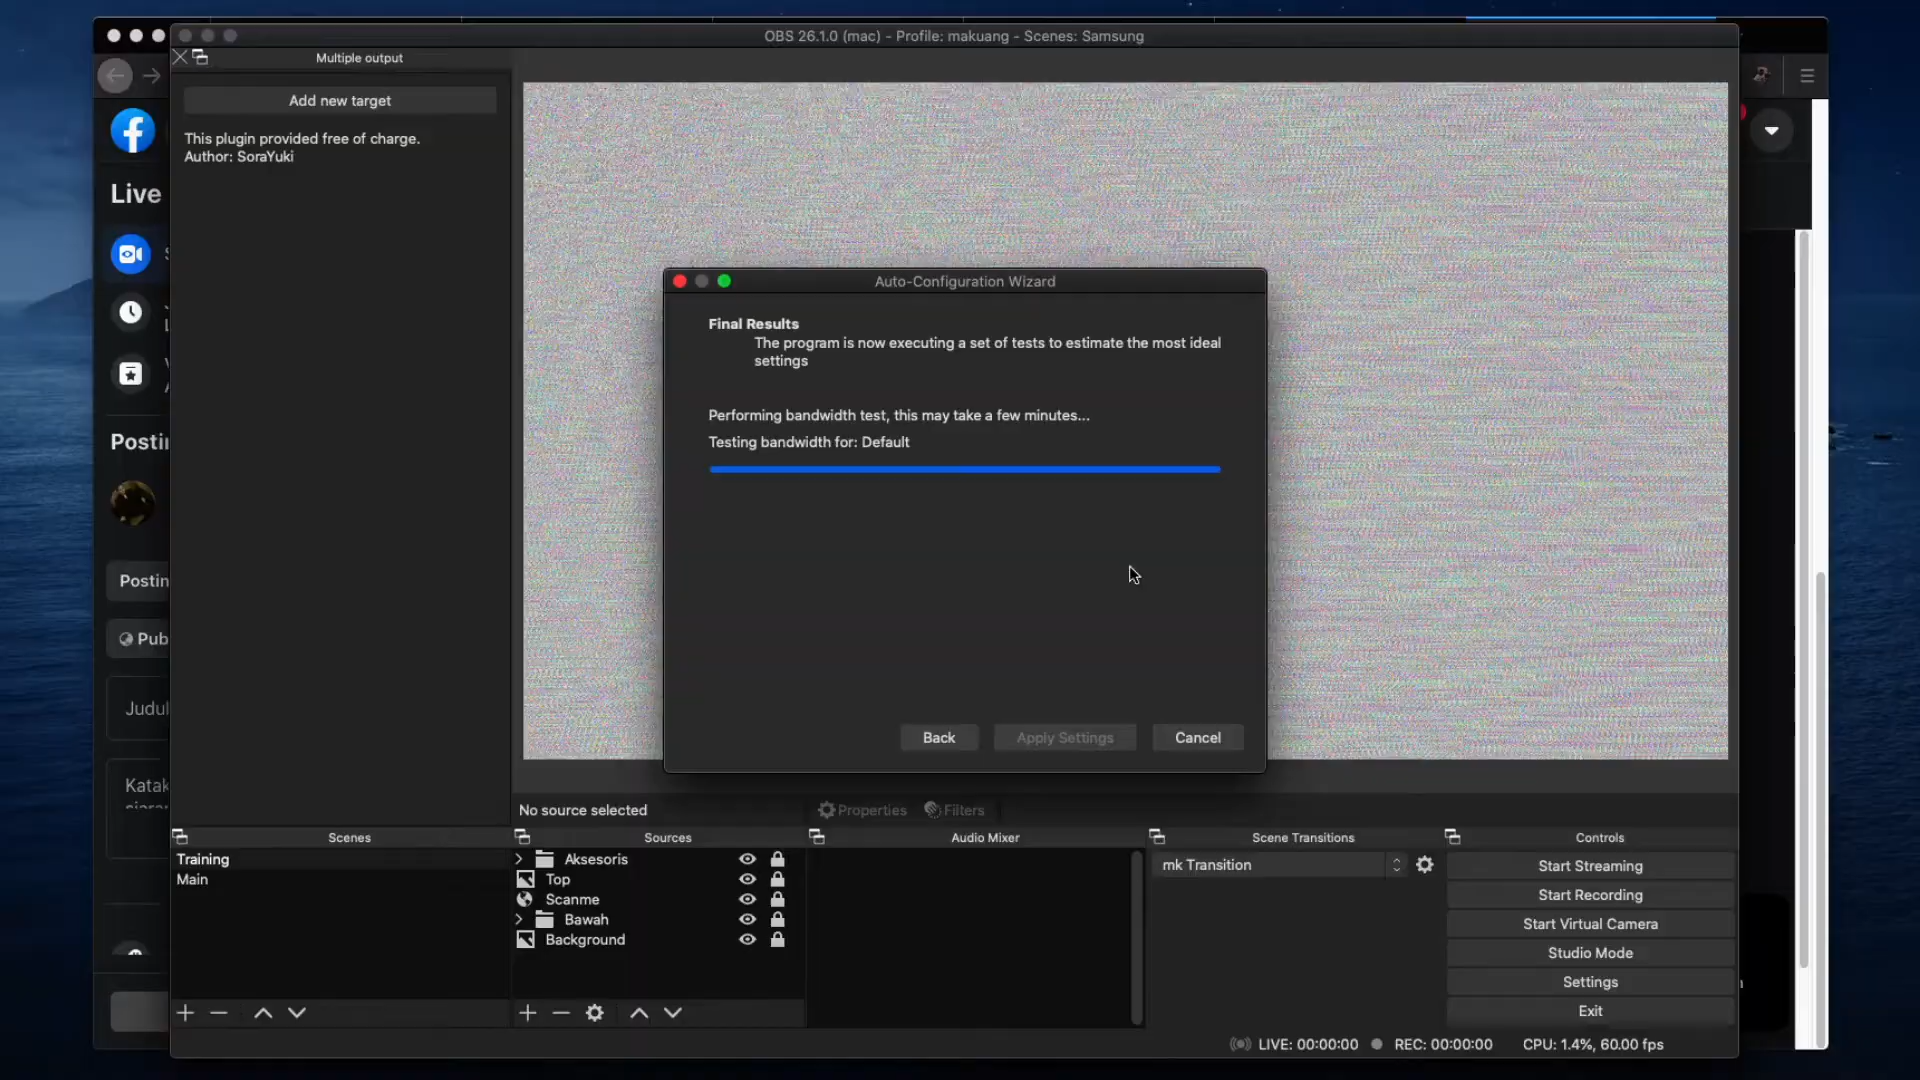 OBS 26.1.0 (mac) - Profile: makuang - Scenes: Samsung
Multiple output
Add new target
This plugin provided free of charge.
Author: SoraYuki
Live
Postin
Pub
Judul
Katak
Auto-Configuration Wizard
Final Results
The program is now executing a set of tests to estimate the most ideal
settings
Performing bandwidth test, this may take a few minutes...
Testing bandwidth for: Default
Back
Apply Settings
Cancel
No source selected
Properties
Filters
Scenes
Sources
Audio Mixer
Scene Transitions
Controls
Training
Main
Aksesoris
Top
Scanme
Bawah
Background
mk Transition
Start Streaming
Start Recording
Start Virtual Camera
Studio Mode
Settings
Exit
LIVE: 00:00:00
REC: 00:00:00
CPU: 1.4%, 60.00 fps